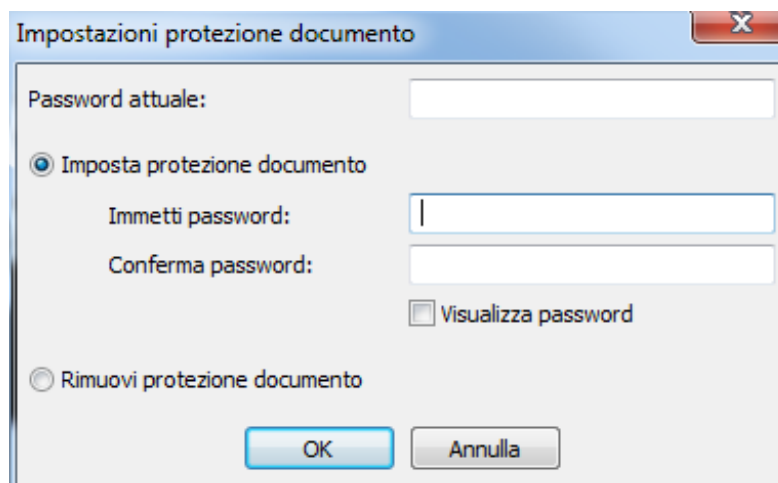 Impostazioni protezione documento
Password attuale:
Imposta protezione documento
Immetti password:
Conferma password:
Visualizza password
Rimuovi protezione documento
OK Annulla